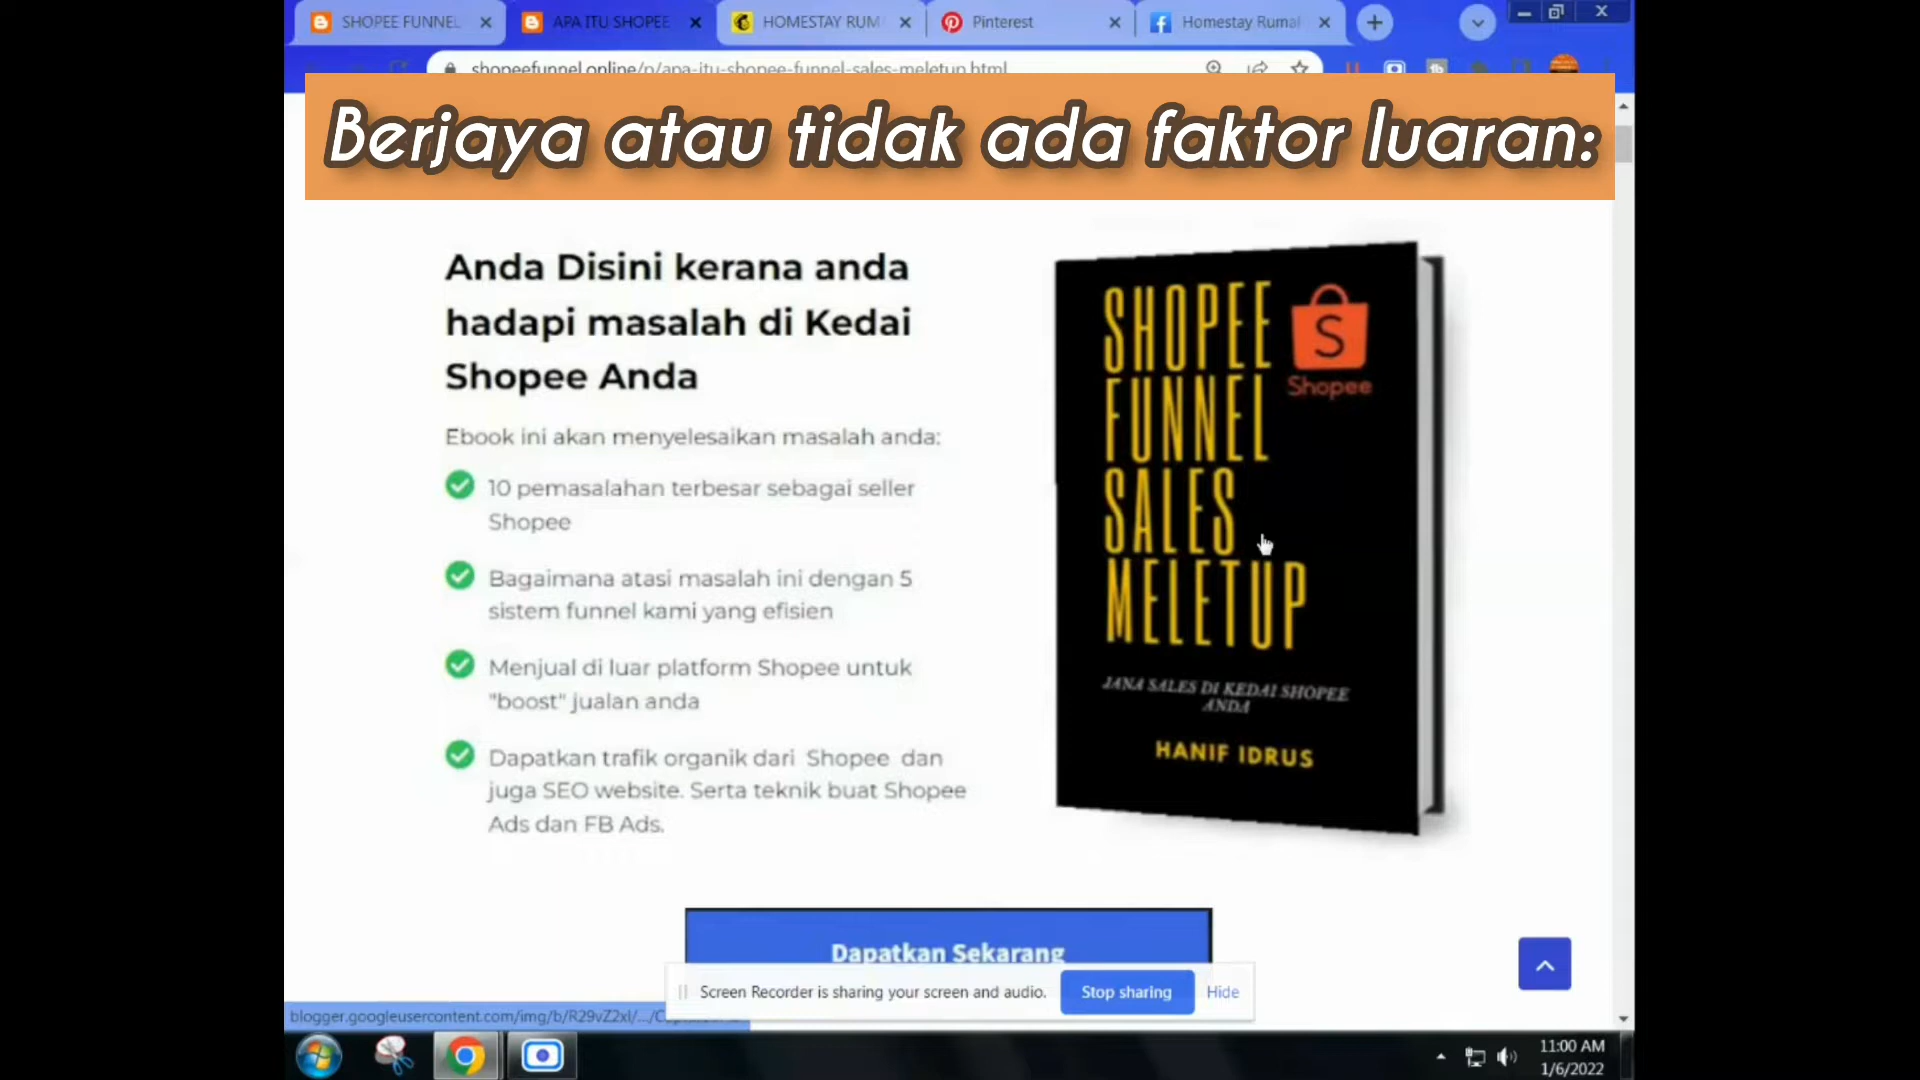 SHOPEE FUNNEL
APA ITU SHOPEE
HOMESTAY RUM
Pinterest
Homestay Rumal
shopeefunnel.online/p/apa-itu-shopee-funnel-sales-meletup.html
Berjaya atau tidak ada faktor luaran:
Anda Disini kerana anda
hadapi masalah di Kedai
Shopee Anda
Ebook ini akan menyelesaikan masalah anda:
10 pemasalahan terbesar sebagai seller
Shopee
Bagaimana atasi masalah ini dengan 5
sistem funnel kami yang efisien
Menjual di luar platform Shopee untuk
"boost" jualan anda
Dapatkan trafik organik dari Shopee dan
juga SEO website. Serta teknik buat Shopee
Ads dan FB Ads.
SHOPEE
FUNNEL
SALES
MELETUP
S
Shopee
JANA SALES DI KEDAI SHOPEE
ANDA
HANIF IDRUS
Dapatkan Sekarang
Screen Recorder is sharing your screen and audio.
Stop sharing
Hide
blogger.googleusercontent.com/img/b/R29vZ2xl/.../
11:00 AM
1/6/2022